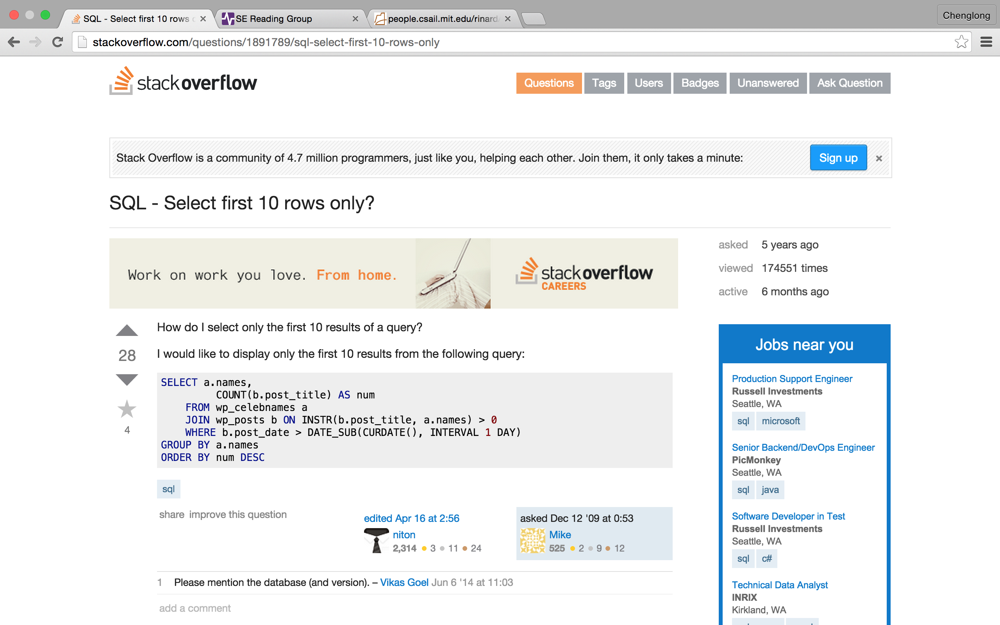 SQL - Select first 10 rows
SE Reading Group
people.csail.mit.edu/rinard/
Chenglong
stackoverflow.com/questions/1891789/sql-select-first-10-rows-only
stackoverflow
Questions Tags Users Badges Unanswered Ask Question
Stack Overflow is a community of 4.7 million programmers, just like you, helping each other. Join them, it only takes a minute:
Sign up
SQL - Select first 10 rows only?
Work on work you love. From home.
stackoverflow
CAREERS
asked 5 years ago
viewed 174551 times
active 6 months ago
28
4
How do I select only the first 10 results of a query?
I would like to display only the first 10 results from the following query:
SELECT a.names,
COUNT(b.post_title) AS num
FROM wp_celebnames a
JOIN wp_posts b ON INSTR(b.post_title, a.names) > 0
WHERE b.post_date > DATE_SUB(CURDATE(), INTERVAL 1 DAY)
GROUP BY a.names
ORDER BY num DESC
sql
share improve this question
edited Apr 16 at 2:56
niton
2,314 3 11 24
asked Dec 12 '09 at 0:53
Mike
525 2 9 12
1 Please mention the database (and version). – Vikas Goel Jun 6 '14 at 11:03
add a comment
Jobs near you
Production Support Engineer
Russell Investments
Seattle, WA
sql microsoft
Senior Backend/DevOps Engineer
PicMonkey
Seattle, WA
sql java
Software Developer in Test
Russell Investments
Seattle, WA
sql c#
Technical Data Analyst
INRIX
Kirkland, WA